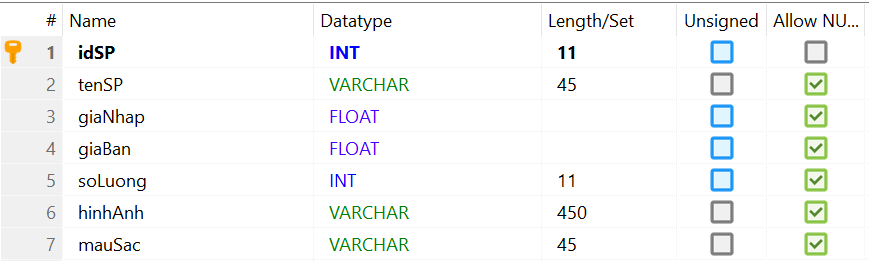 # Name Datatype Length/Set Unsigned Allow NU...
1 idSP INT 11
2 tenSP VARCHAR 45
3 giaNhap FLOAT
4 giaBan FLOAT
5 soLuong INT 11
6 hinhAnh VARCHAR 450
7 mauSac VARCHAR 45